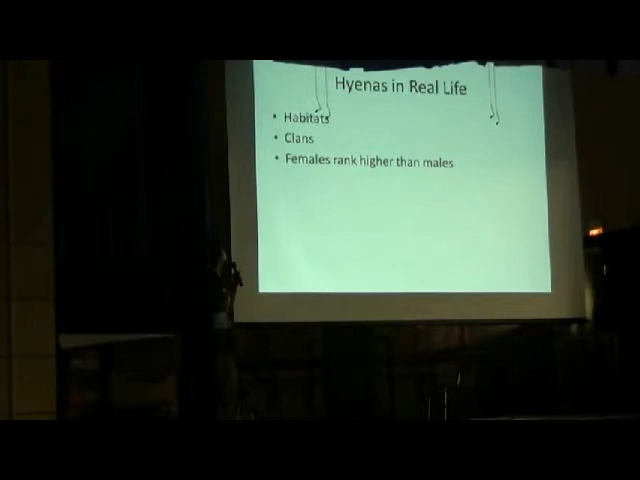 Hyenas in Real Life
• Habitats
• Clans
• Females rank higher than males